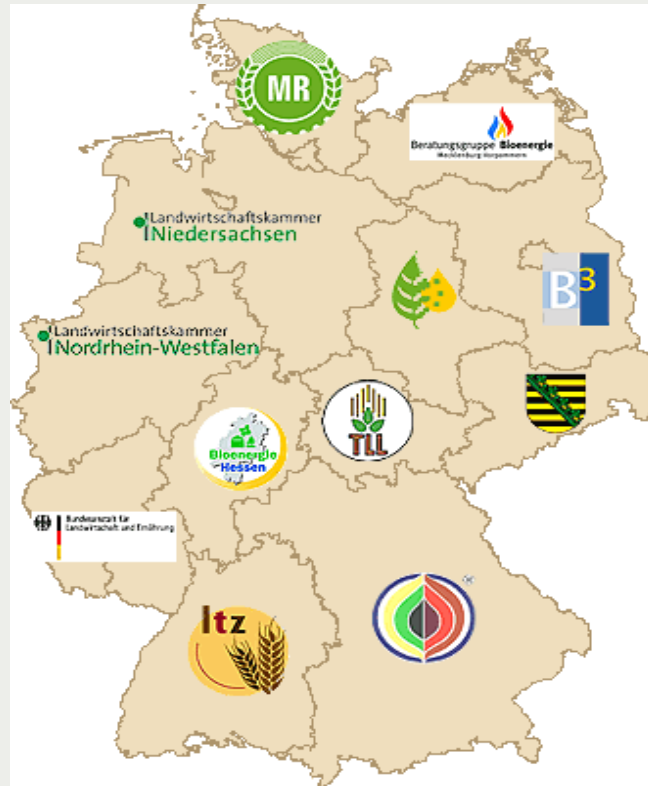 MR
Beratungsgruppe Bioenergie
Mecklenburg Vorpommern
Landwirtschaftskammer
Niedersachsen
B3
Landwirtschaftskammer
Nordrhein-Westfalen
TLL
Bioenergie
Hessen
Bundesanstalt für
Landwirtschaft und Ernährung
ltz
®